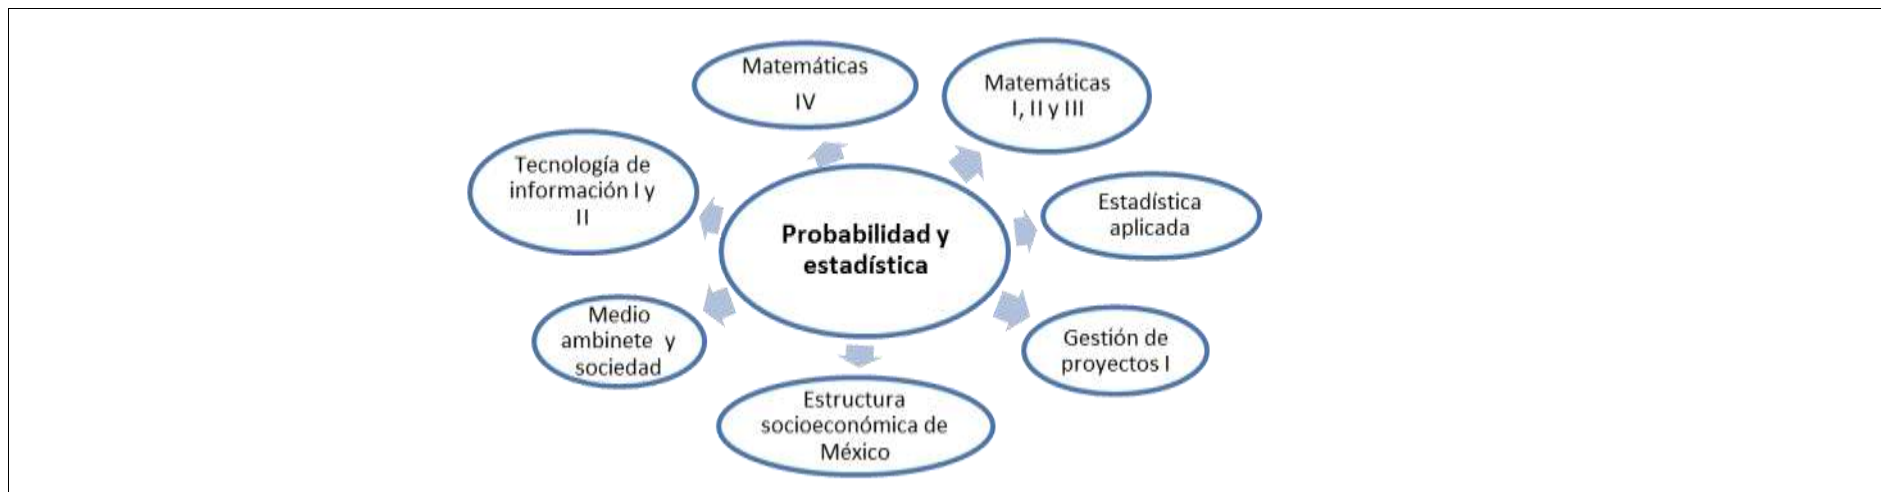 Matemáticas
IV
Matemáticas
I, II y III
Tecnología de
información I y
II
Estadística
aplicada
Probabilidad y
estadística
Medio
ambinete y
sociedad
Gestión de
proyectos I
Estructura
socioeconómica de
México